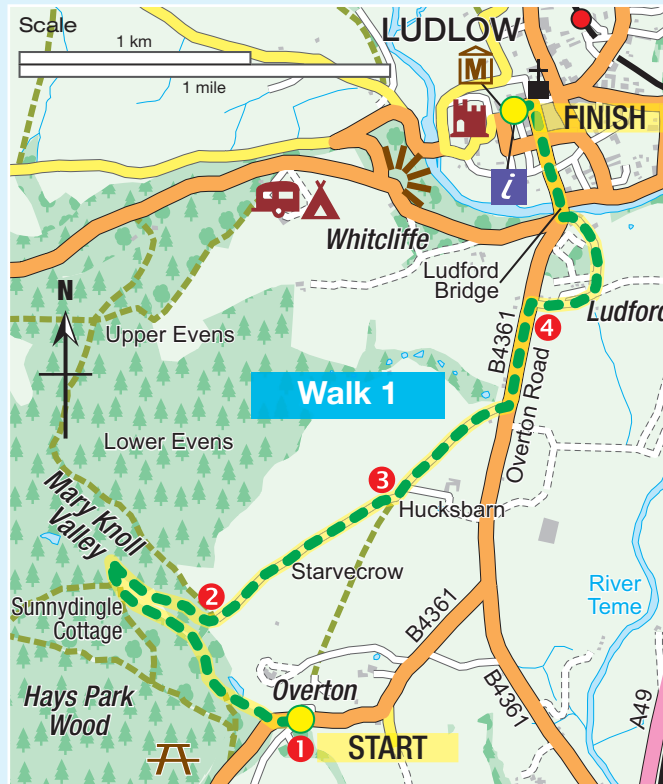 Scale
1 km
1 mile
LUDLOW
M
FINISH
i
Whitcliffe
Ludford
Bridge
N
Ludford
4
Upper Evens
B4361
Overton Road
Walk 1
Lower Evens
Mary Knoll
Valley
3
Hucksbarn
Starvecrow
2
River
Teme
Sunnydingle
Cottage
B4361
Hays Park
Wood
Overton
B4361
A49
1
START